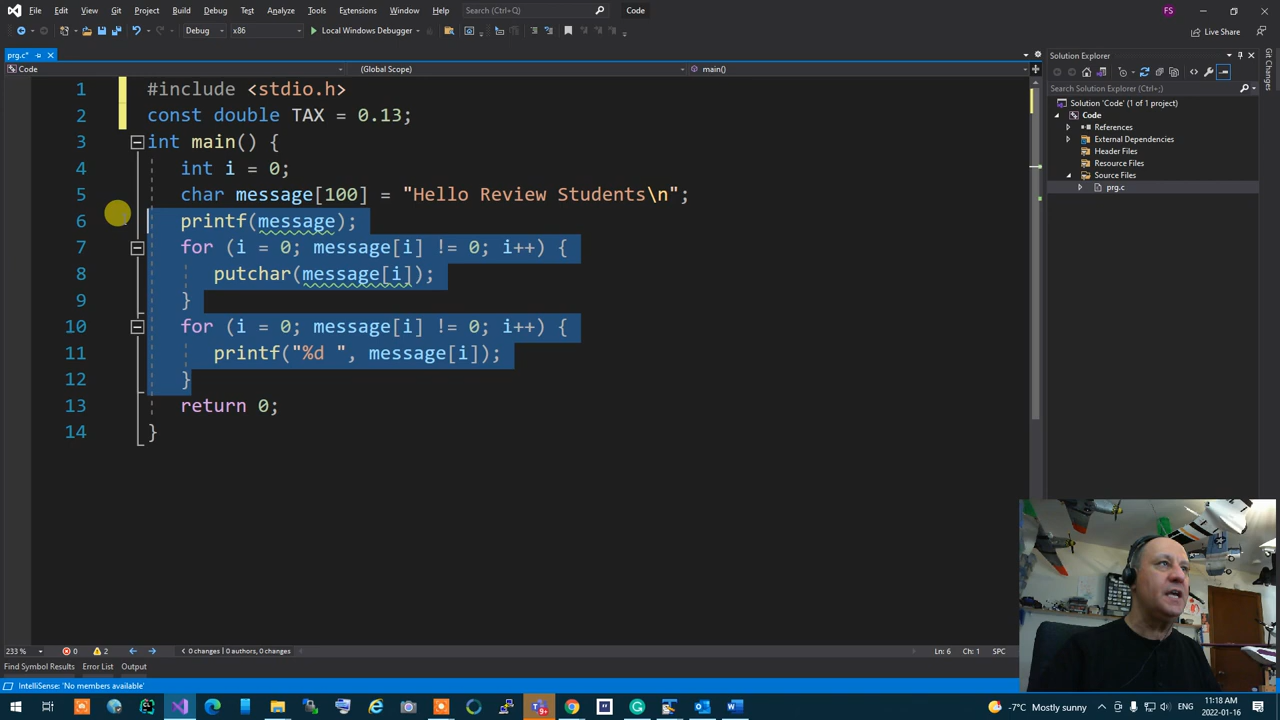 File Edit View Git Project Build Debug Test Analyze Tools Extensions Window Help Search (Ctrl+Q) Code FS
Debug x86 Local Windows Debugger Live Share
prg.c* Solution Explorer
Code (Global Scope) main() Git Changes
Search Solution Explorer (Ctrl+;)
Solution 'Code' (1 of 1 project)
Code
References
External Dependencies
Header Files
Resource Files
Source Files
prg.c
1 #include <stdio.h>
2 const double TAX = 0.13;
3 int main() {
4 int i = 0;
5 char message[100] = "Hello Review Students\n";
6 printf(message);
7 for (i = 0; message[i] != 0; i++) {
8 putchar(message[i]);
9 }
10 for (i = 0; message[i] != 0; i++) {
11 printf("%d ", message[i]);
12 }
13 return 0;
14 }
233 % 0 2 0 changes | 0 authors, 0 changes Ln: 6 Ch: 1 SPC
Find Symbol Results Error List Output
IntelliSense: 'No members available'
-7°C Mostly sunny ENG 11:18 AM
2022-01-16